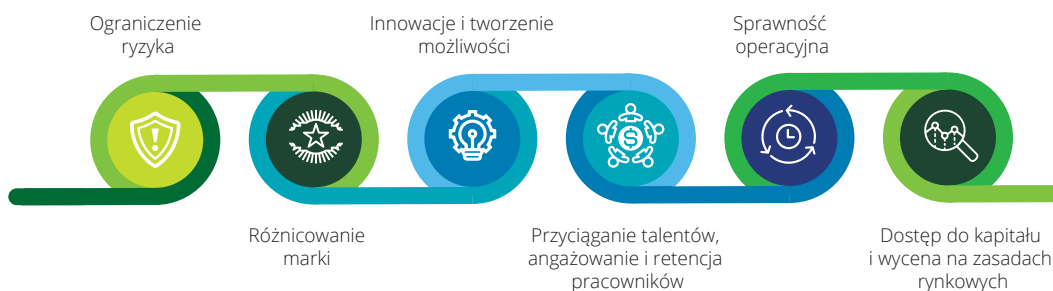 Ograniczenie
ryzyka
Innowacje i tworzenie
możliwości
Sprawność
operacyjna
Różnicowanie
marki
Przyciąganie talentów,
angażowanie i retencja
pracowników
Dostęp do kapitału
i wycena na zasadach
rynkowych